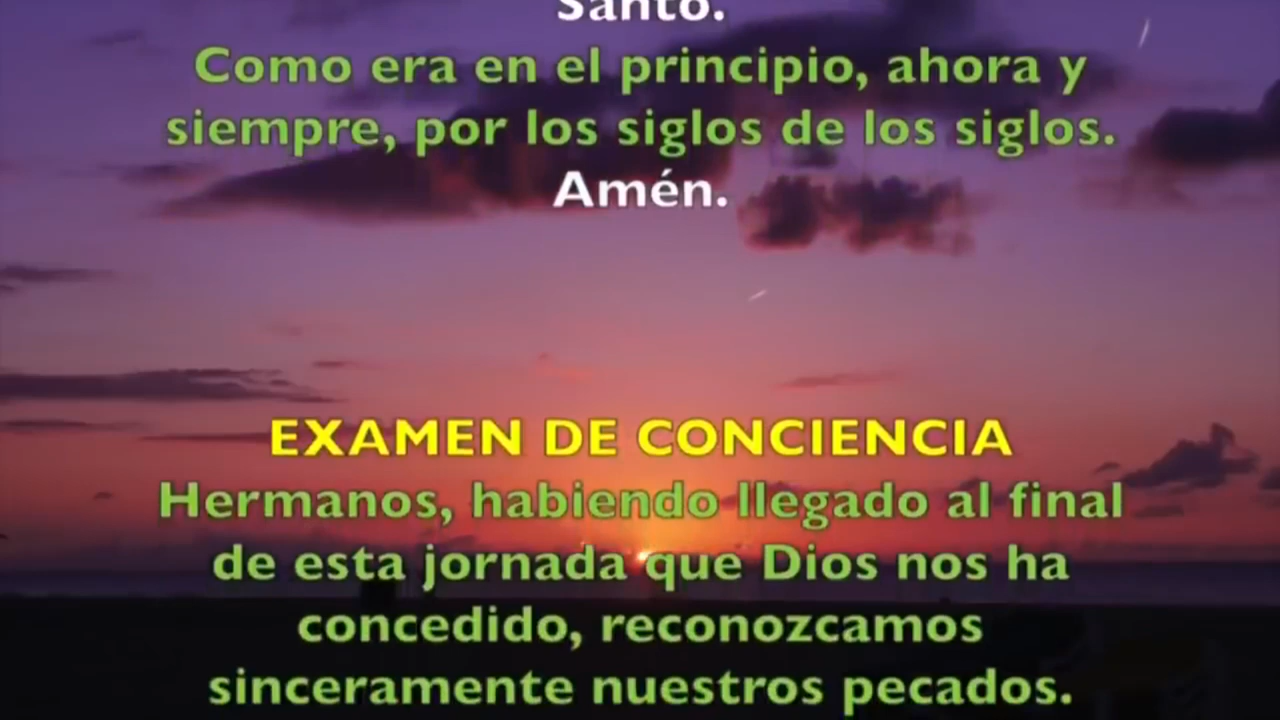 Santo.
Como era en el principio, ahora y
siempre, por los siglos de los siglos.
Amén.
EXAMEN DE CONCIENCIA
Hermanos, habiendo llegado al final
de esta jornada que Dios nos ha
concedido, reconozcamos
sinceramente nuestros pecados.